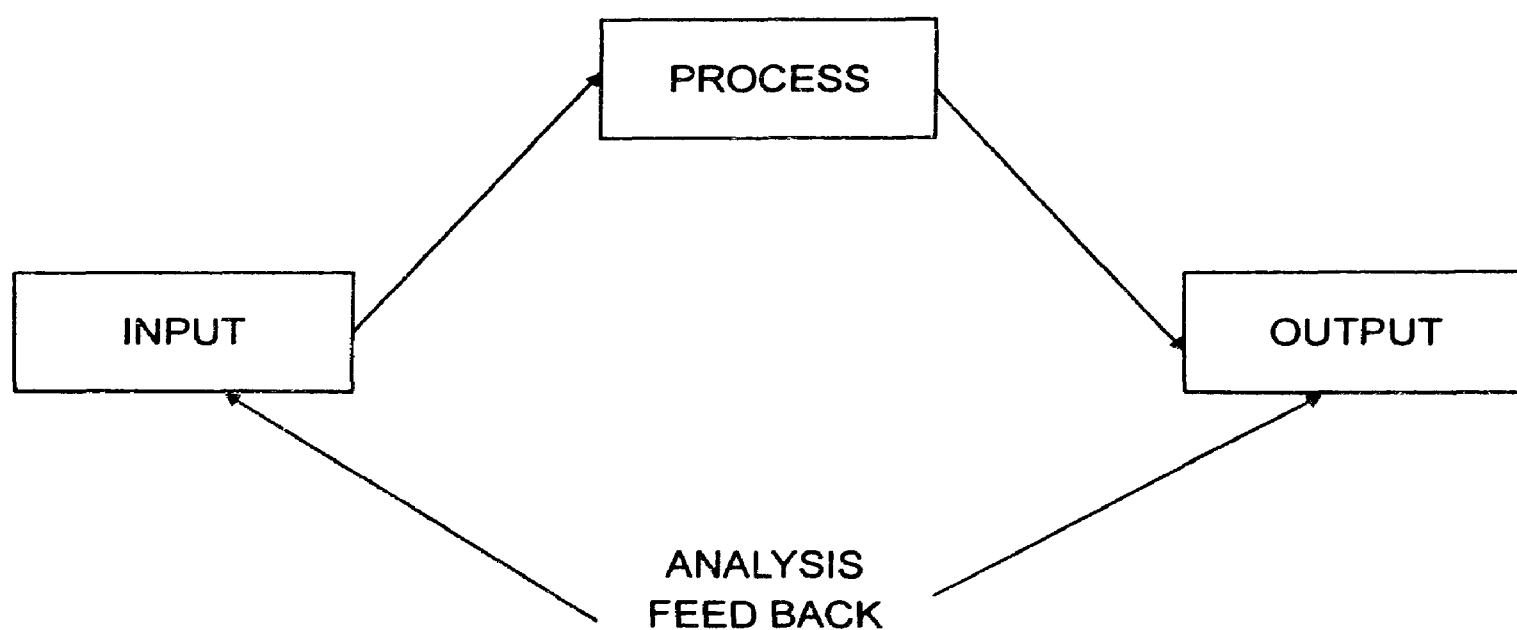 PROCESS
INPUT
OUTPUT
ANALYSIS
FEED BACK